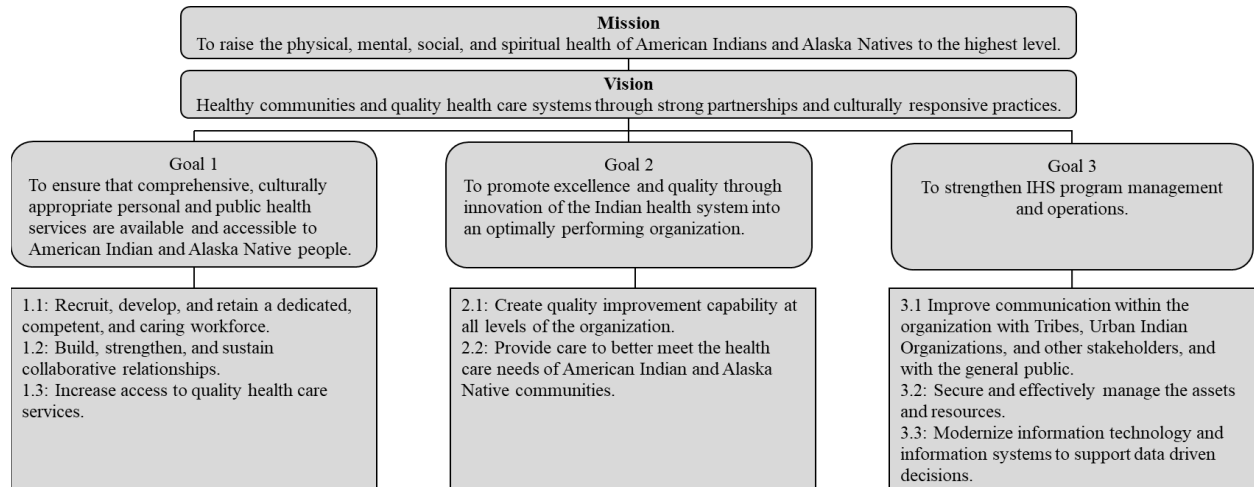 Mission
To raise the physical, mental, social, and spiritual health of American Indians and Alaska Natives to the highest level.
Vision
Healthy communities and quality health care systems through strong partnerships and culturally responsive practices.
Goal 1
To ensure that comprehensive, culturally
appropriate personal and public health
services are available and accessible to
American Indian and Alaska Native people.
1.1: Recruit, develop, and retain a dedicated,
competent, and caring workforce.
1.2: Build, strengthen, and sustain
collaborative relationships.
1.3: Increase access to quality health care
services.
Goal 2
To promote excellence and quality through
innovation of the Indian health system into
an optimally performing organization.
2.1: Create quality improvement capability at
all levels of the organization.
2.2: Provide care to better meet the health
care needs of American Indian and Alaska
Native communities.
Goal 3
To strengthen IHS program management
and operations.
3.1 Improve communication within the
organization with Tribes, Urban Indian
Organizations, and other stakeholders, and
with the general public.
3.2: Secure and effectively manage the assets
and resources.
3.3: Modernize information technology and
information systems to support data driven
decisions.